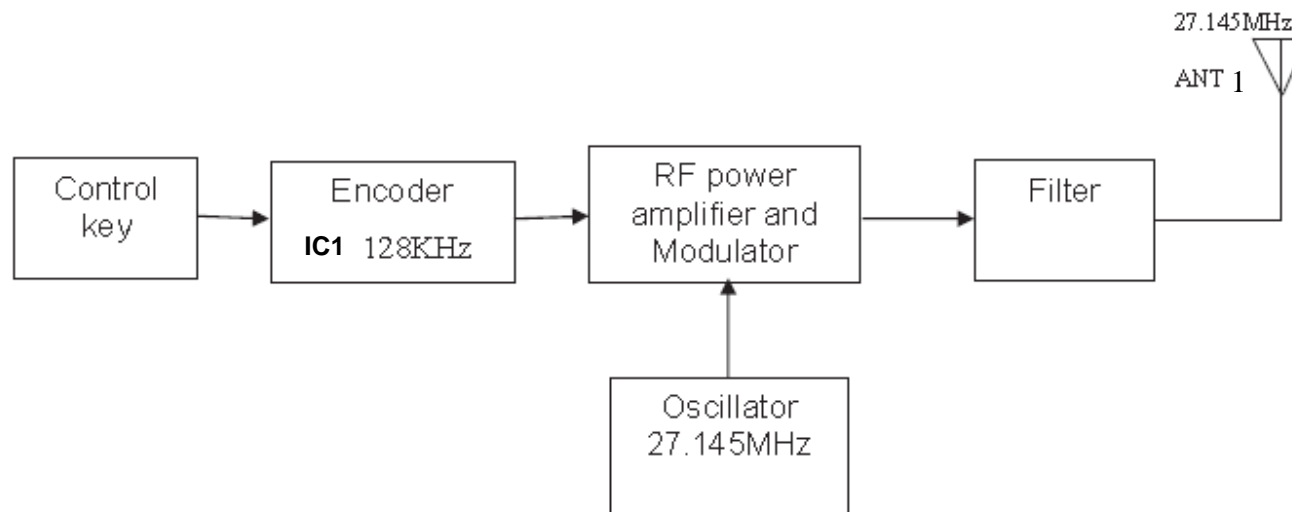 27.145MHz
ANT 1
Control
key
Encoder
IC1 128KHz
RF power
amplifier and
Modulator
Filter
Oscillator
27.145MHz